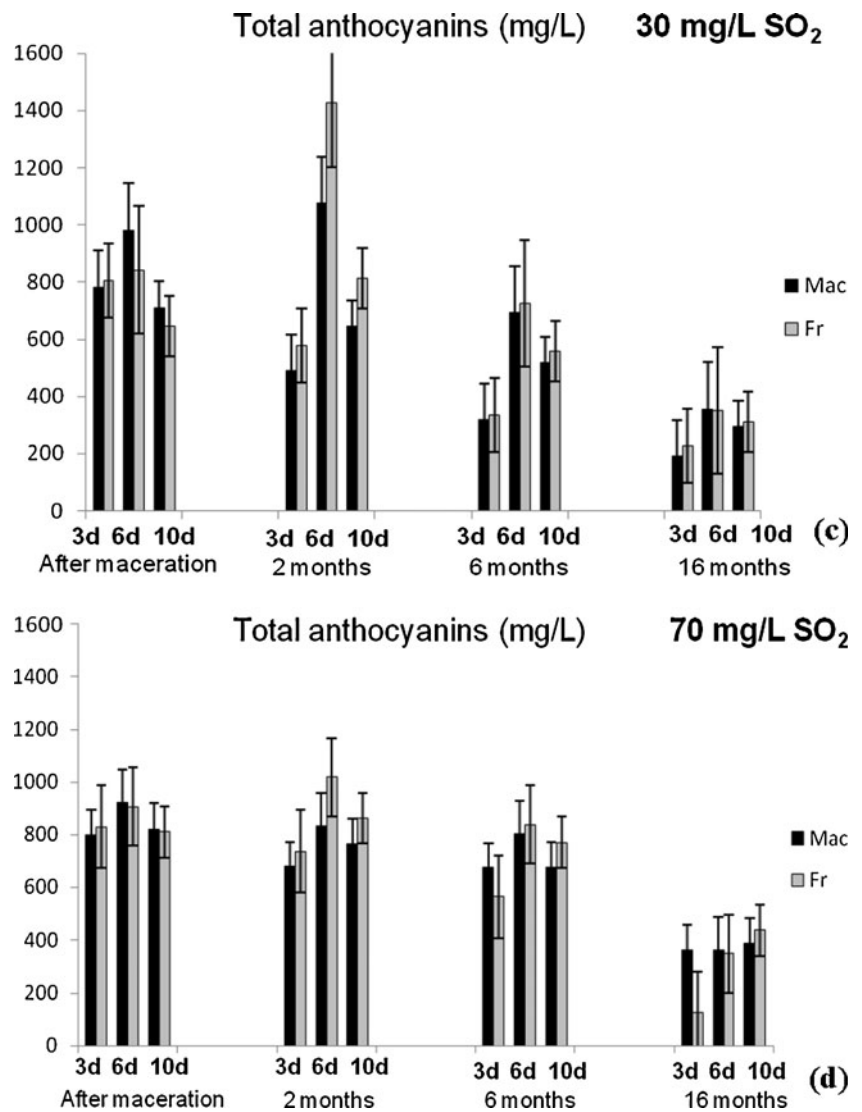 Total anthocyanins (mg/L) 30 mg/L SO₂
1600
1400
1200
1000
800
600
400
200
0
Mac
Fr
3d 6d 10d 3d 6d 10d 3d 6d 10d 3d 6d 10d (c)
After maceration 2 months 6 months 16 months
Total anthocyanins (mg/L) 70 mg/L SO₂
1600
1400
1200
1000
800
600
400
200
0
Mac
Fr
3d 6d 10d 3d 6d 10d 3d 6d 10d 3d 6d 10d
After maceration 2 months 6 months 16 months (d)